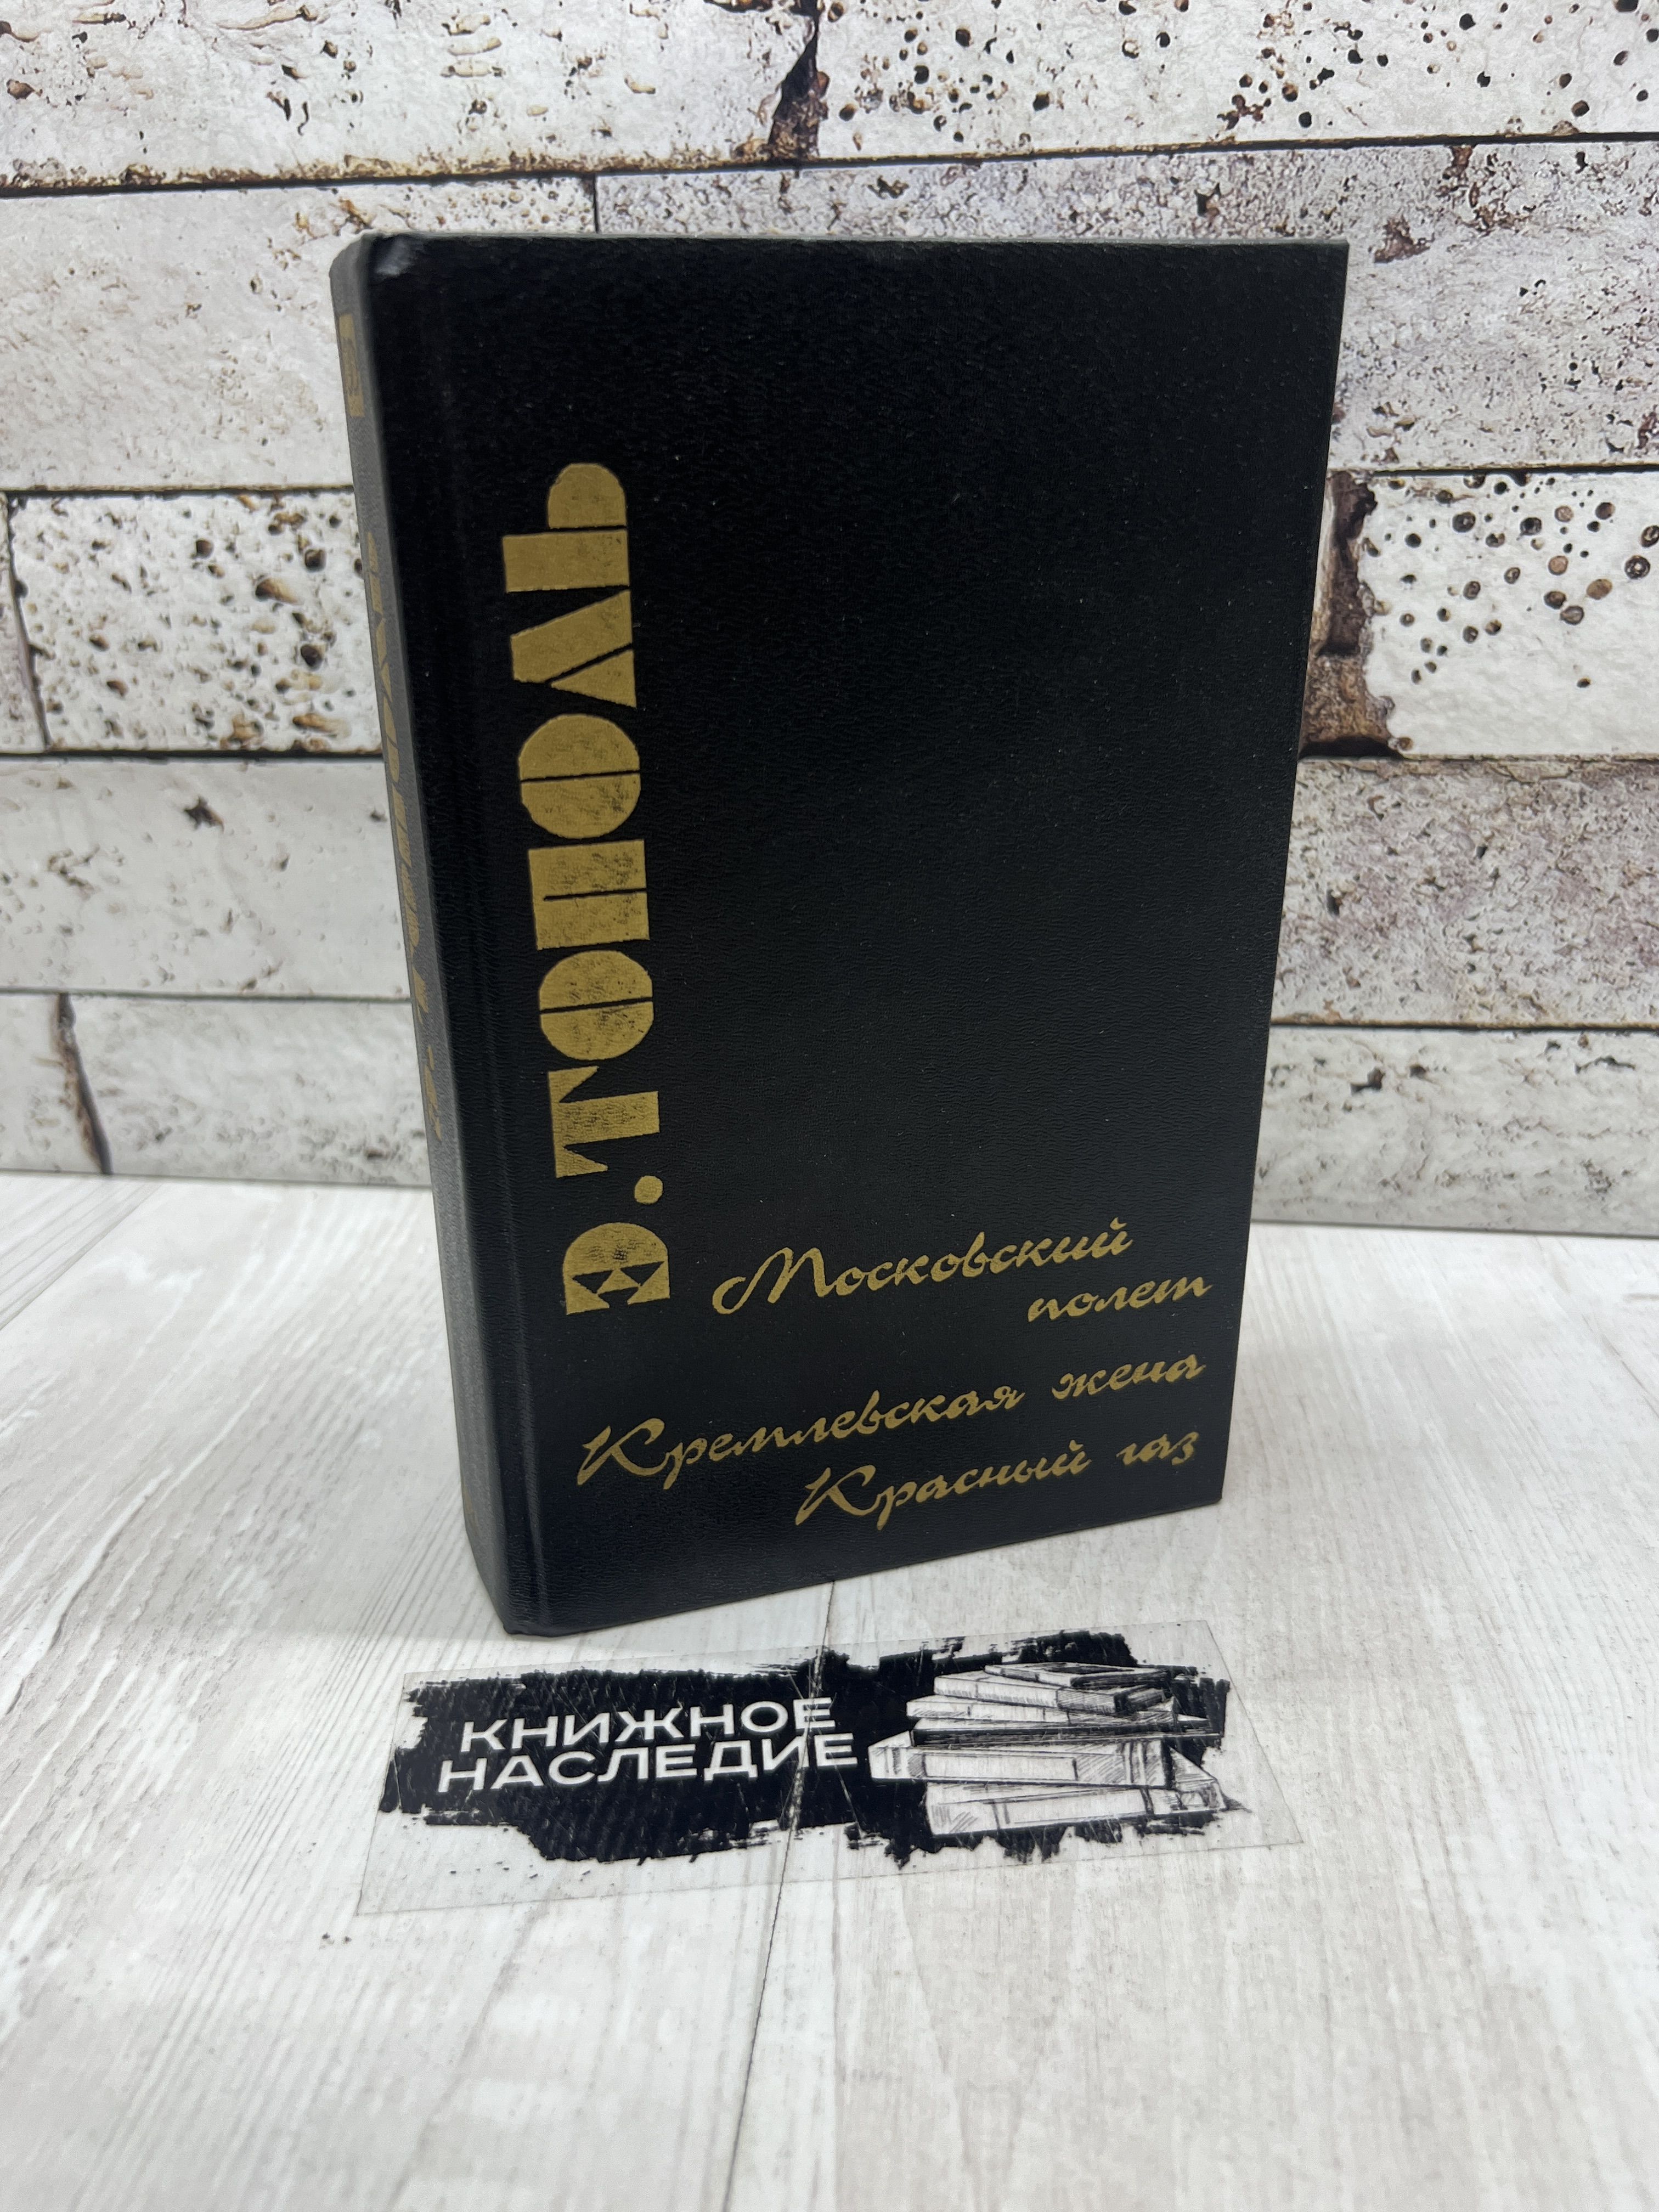 Э. ТОПОЛЬ
Московский
полет
Кремлевская жена
Красный газ
КНИЖНОЕ
НАСЛЕДИЕ